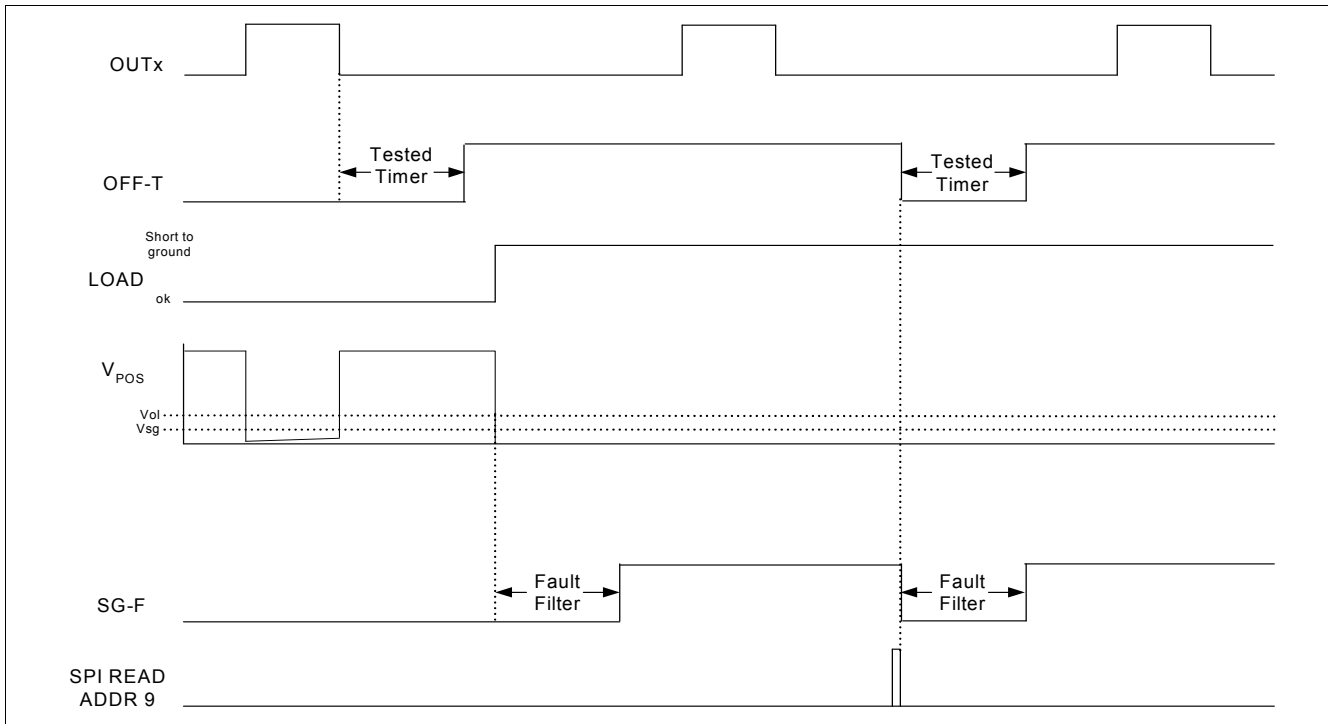 OUTx
Tested
Timer
Tested
Timer
OFF-T
Short to
ground
LOAD
ok
VPOS
Vol
Vsg
Fault
Filter
Fault
Filter
SG-F
SPI READ
ADDR 9